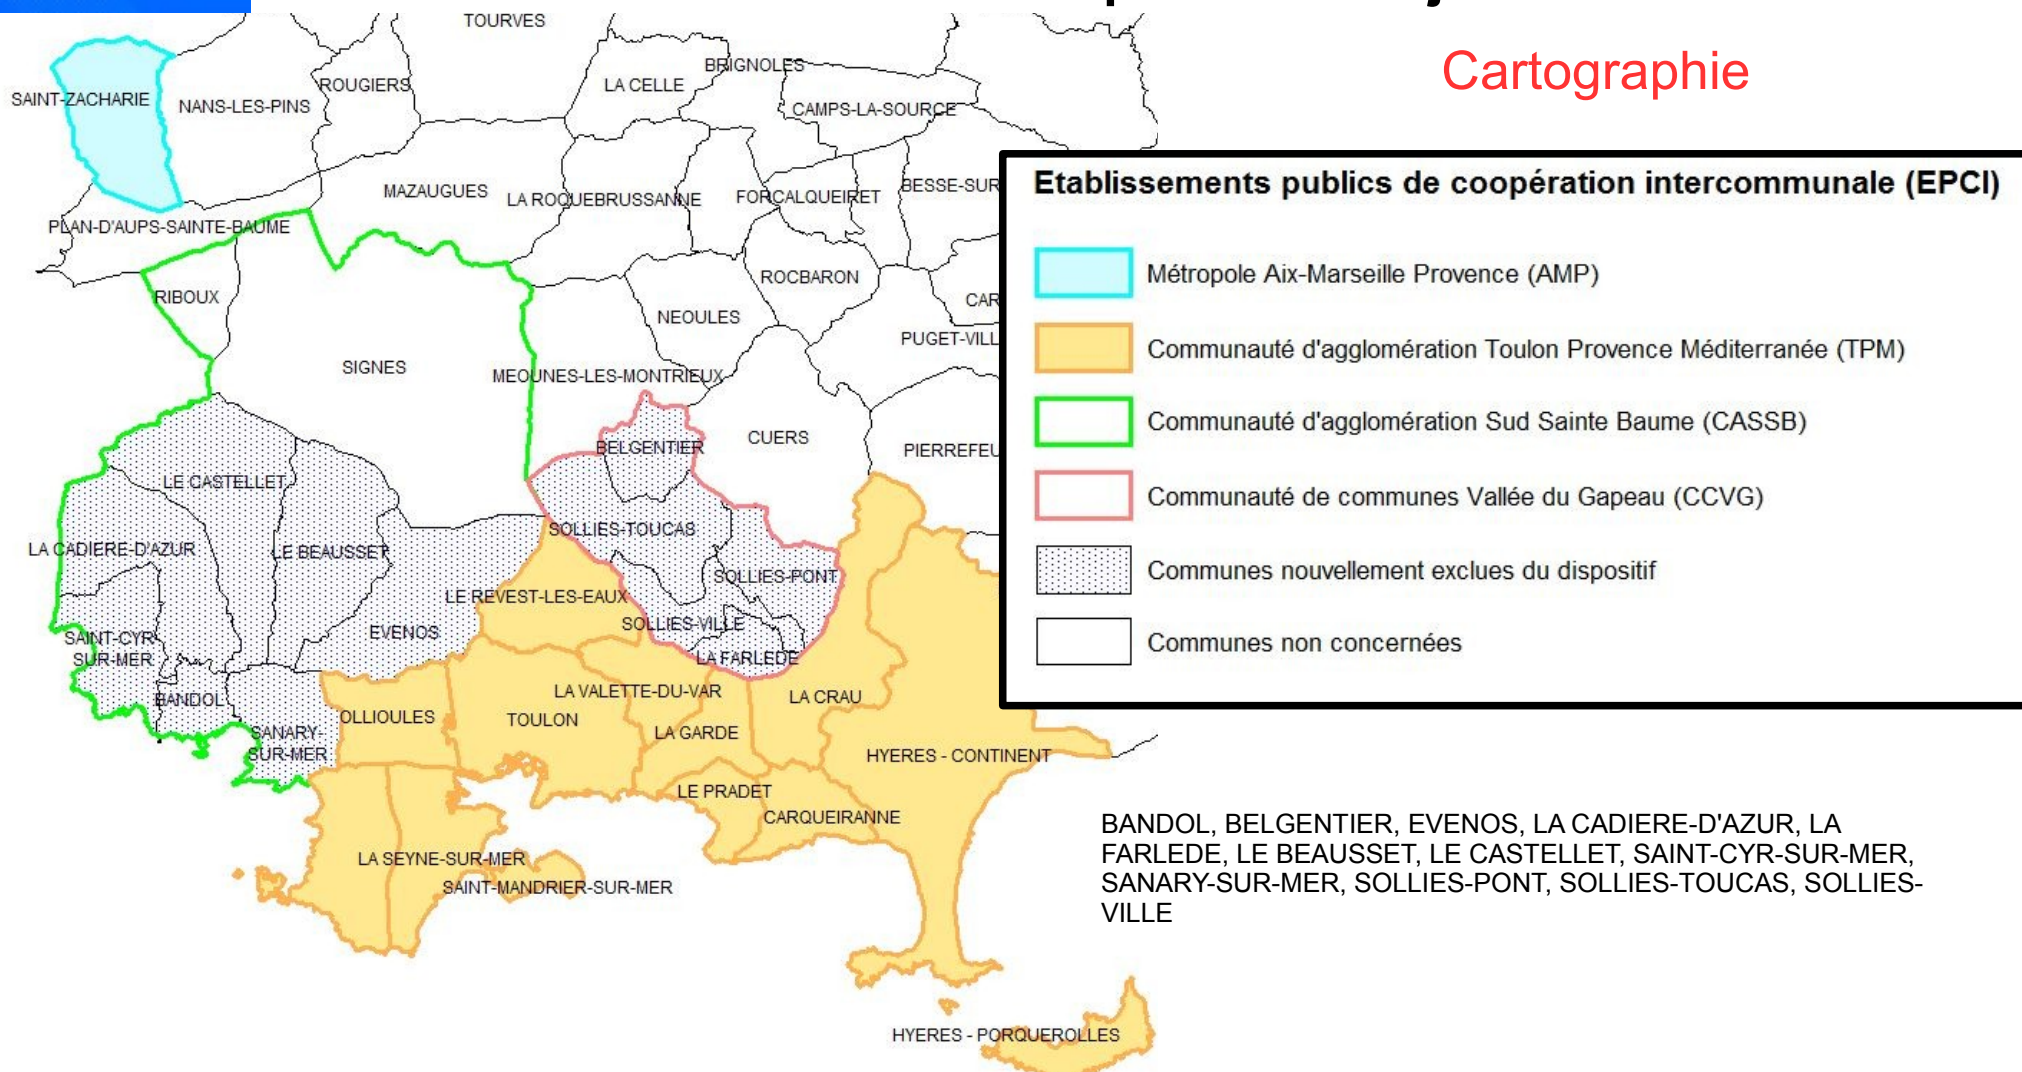 Cartographie
TOURVES
BRIGNOLES
SAINT-ZACHARIE
NANS-LES-PINS
ROUGIERS
LA CELLE
CAMPS-LA-SOURCE
MAZAUGUES
LA ROQUEBRUSSANNE
FORCALQUEIRET
BESSE-SUR
PLAN-D'AUPS-SAINTE-BAUME
RIBOUX
ROCBARON
CAR
NEOULES
PUGET-VILL
SIGNES
MEOUNES-LES-MONTRIEUX
BELGENTIER
CUERS
PIERREFEU
LE CASTELLET
SOLLIES-TOUCAS
LA CADIERE-D'AZUR
LE BEAUSSET
SOLLIES-PONT
LE REVEST-LES-EAUX
EVENOS
SOLLIES-VILLE
SAINT-CYR-
SUR-MER
LA FARLEDE
BANDOL
LA VALETTE-DU-VAR
LA CRAU
OLLIOULES
TOULON
SANARY-
SUR-MER
LA GARDE
HYERES - CONTINENT
LE PRADET
CARQUEIRANNE
LA SEYNE-SUR-MER
SAINT-MANDRIER-SUR-MER
HYERES - PORQUEROLLES
Etablissements publics de coopération intercommunale (EPCI)
Métropole Aix-Marseille Provence (AMP)
Communauté d'agglomération Toulon Provence Méditerranée (TPM)
Communauté d'agglomération Sud Sainte Baume (CASSB)
Communauté de communes Vallée du Gapeau (CCVG)
Communes nouvellement exclues du dispositif
Communes non concernées
BANDOL, BELGENTIER, EVENOS, LA CADIERE-D'AZUR, LA
FARLEDE, LE BEAUSSET, LE CASTELLET, SAINT-CYR-SUR-MER,
SANARY-SUR-MER, SOLLIES-PONT, SOLLIES-TOUCAS, SOLLIES-
VILLE